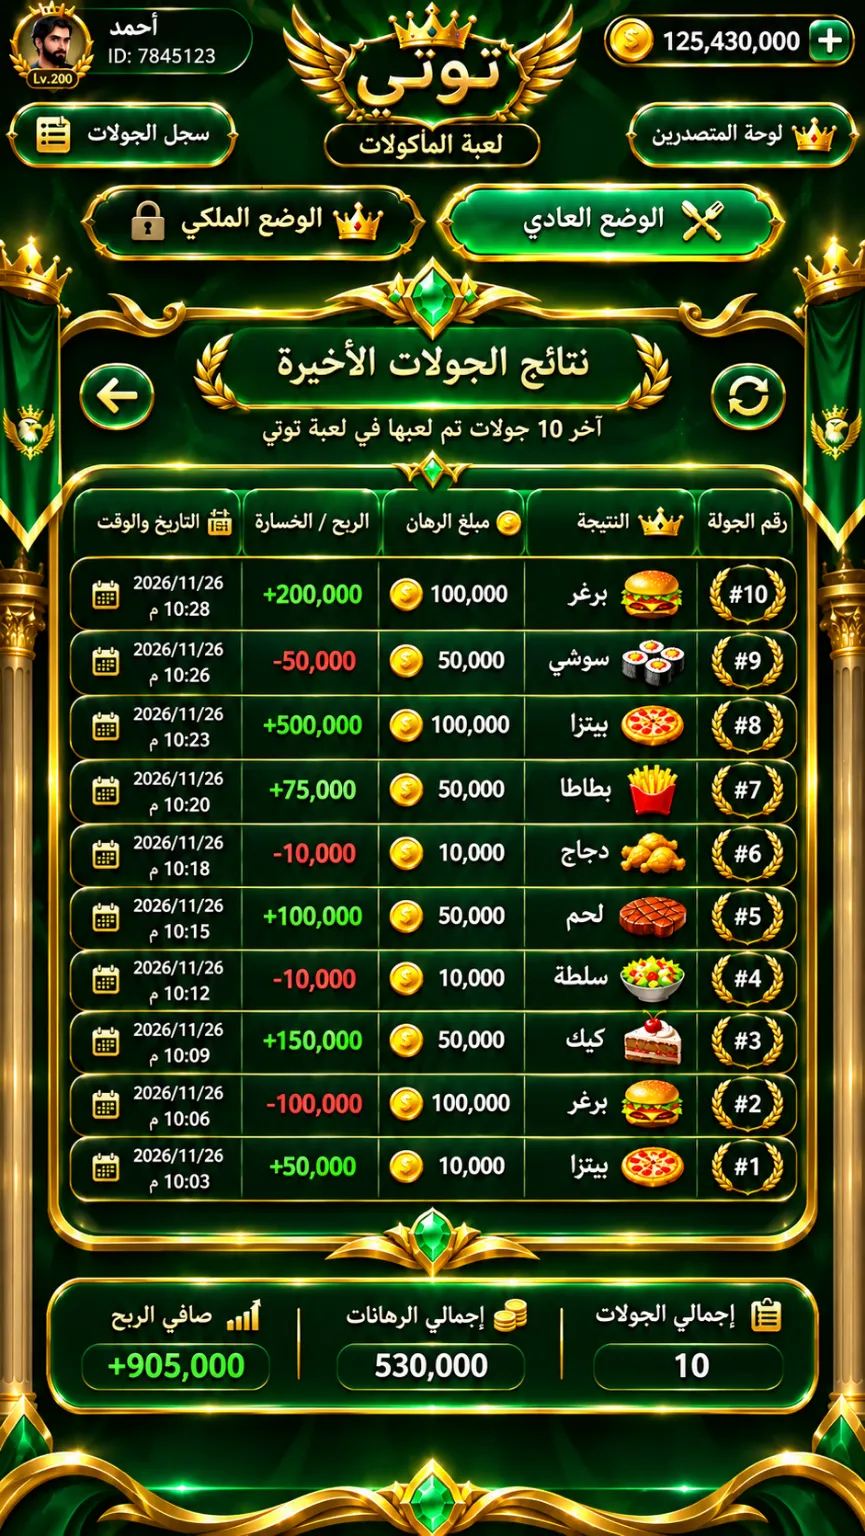 أحمد
ID: 7845123
Lv.200
توتي
لعبة المأكولات
125,430,000
سجل الجولات
لوحة المتصدرين
الوضع العادي
الوضع الملكي
نتائج الجولات الأخيرة
آخر 10 جولات تم لعبها في لعبة توتي
رقم الجولة النتيجة مبلغ الرهان الربح / الخسارة التاريخ والوقت
#10 برغر 100,000 +200,000 2026/11/26 10:28 م
#9 سوشي 50,000 -50,000 2026/11/26 10:26 م
#8 بيتزا 100,000 +500,000 2026/11/26 10:23 م
#7 بطاطا 50,000 +75,000 2026/11/26 10:20 م
#6 دجاج 10,000 -10,000 2026/11/26 10:18 م
#5 لحم 50,000 +100,000 2026/11/26 10:15 م
#4 سلطة 10,000 -10,000 2026/11/26 10:12 م
#3 كيك 50,000 +150,000 2026/11/26 10:09 م
#2 برغر 100,000 -100,000 2026/11/26 10:06 م
#1 بيتزا 10,000 +50,000 2026/11/26 10:03 م
إجمالي الجولات إجمالي الرهانات صافي الربح
10 530,000 +905,000